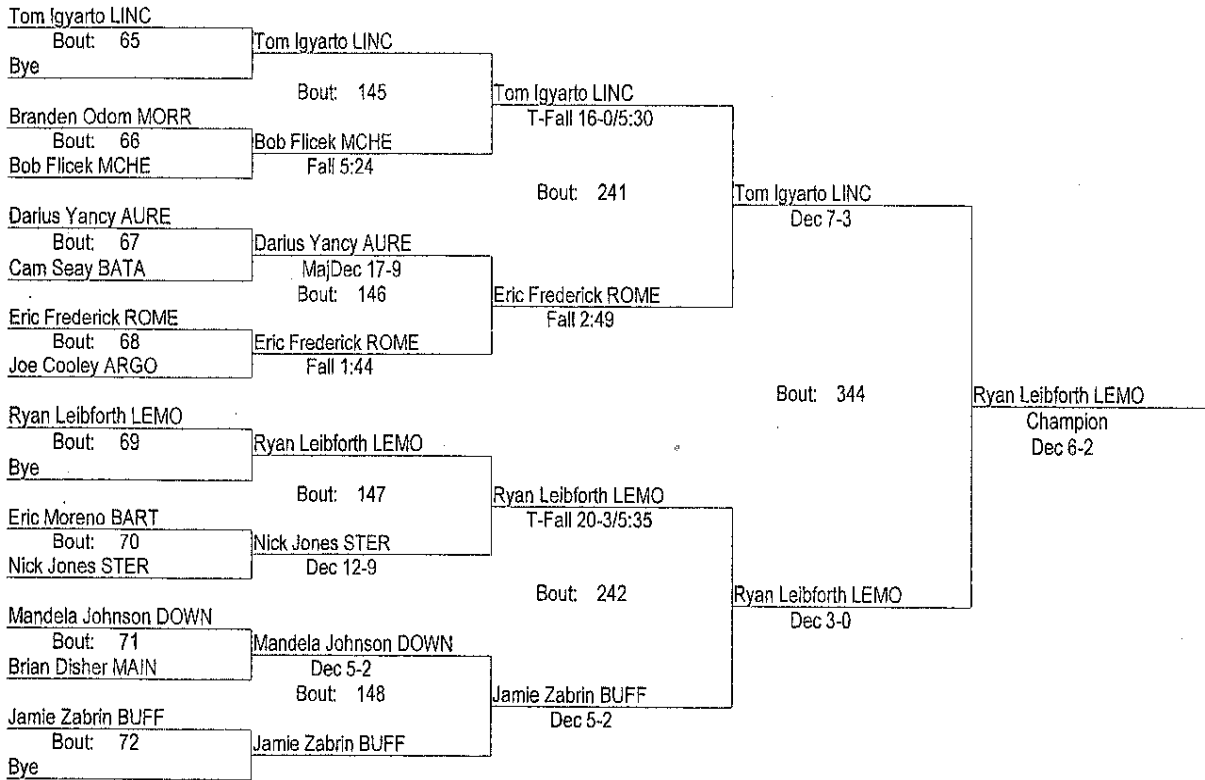 Tom Igyarto LINC
Bout: 65
Bye
Tom Igyarto LINC
Bout: 145
Branden Odom MORR
Bout: 66
Bob Flicek MCHE
Bob Flicek MCHE
Fall 5:24
Tom Igyarto LINC
T-Fall 16-0/5:30
Bout: 241
Darius Yancy AURE
Bout: 67
Cam Seay BATA
Darius Yancy AURE
MajDec 17-9
Bout: 146
Eric Frederick ROME
Bout: 68
Joe Cooley ARGO
Eric Frederick ROME
Fall 1:44
Eric Frederick ROME
Fall 2:49
Tom Igyarto LINC
Dec 7-3
Bout: 344
Ryan Leibforth LEMO
Bout: 69
Bye
Ryan Leibforth LEMO
Bout: 147
Eric Moreno BART
Bout: 70
Nick Jones STER
Nick Jones STER
Dec 12-9
Ryan Leibforth LEMO
T-Fall 20-3/5:35
Bout: 242
Mandela Johnson DOWN
Bout: 71
Brian Disher MAIN
Mandela Johnson DOWN
Dec 5-2
Bout: 148
Jamie Zabrin BUFF
Bout: 72
Bye
Jamie Zabrin BUFF
Jamie Zabrin BUFF
Dec 5-2
Ryan Leibforth LEMO
Dec 3-0
Ryan Leibforth LEMO
Champion
Dec 6-2